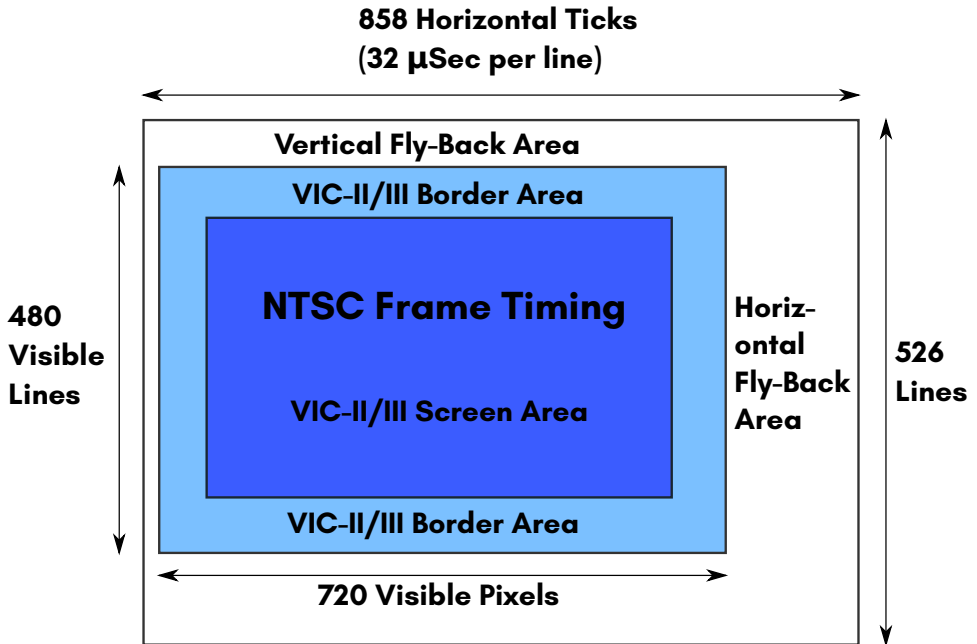 858 Horizontal Ticks
(32 µSec per line)
Vertical Fly-Back Area
VIC-II/III Border Area
NTSC Frame Timing
480
Visible
Lines
Horiz-
ontal
Fly-Back
Area
526
Lines
VIC-II/III Screen Area
VIC-II/III Border Area
720 Visible Pixels